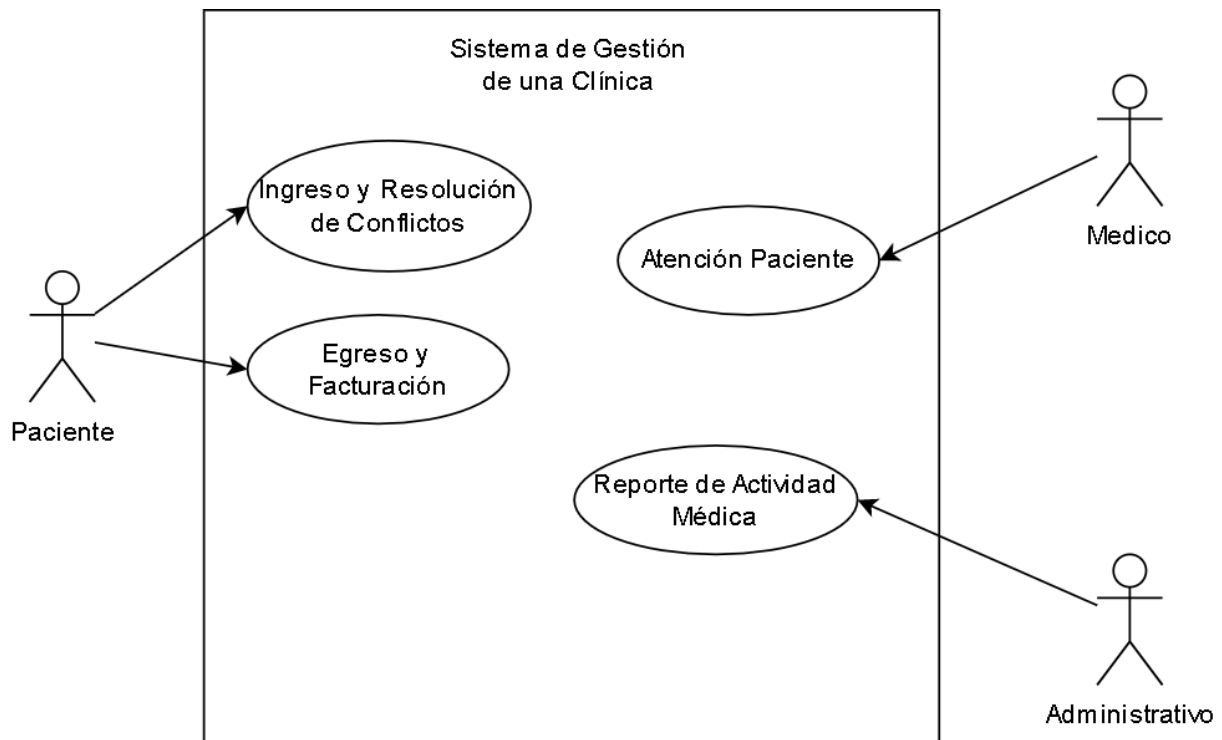 Sistema de Gestión
de una Clínica
Ingreso y Resolución
de Conflictos
Atención Paciente
Medico
Egreso y
Facturación
Paciente
Reporte de Actividad
Médica
Administrativo